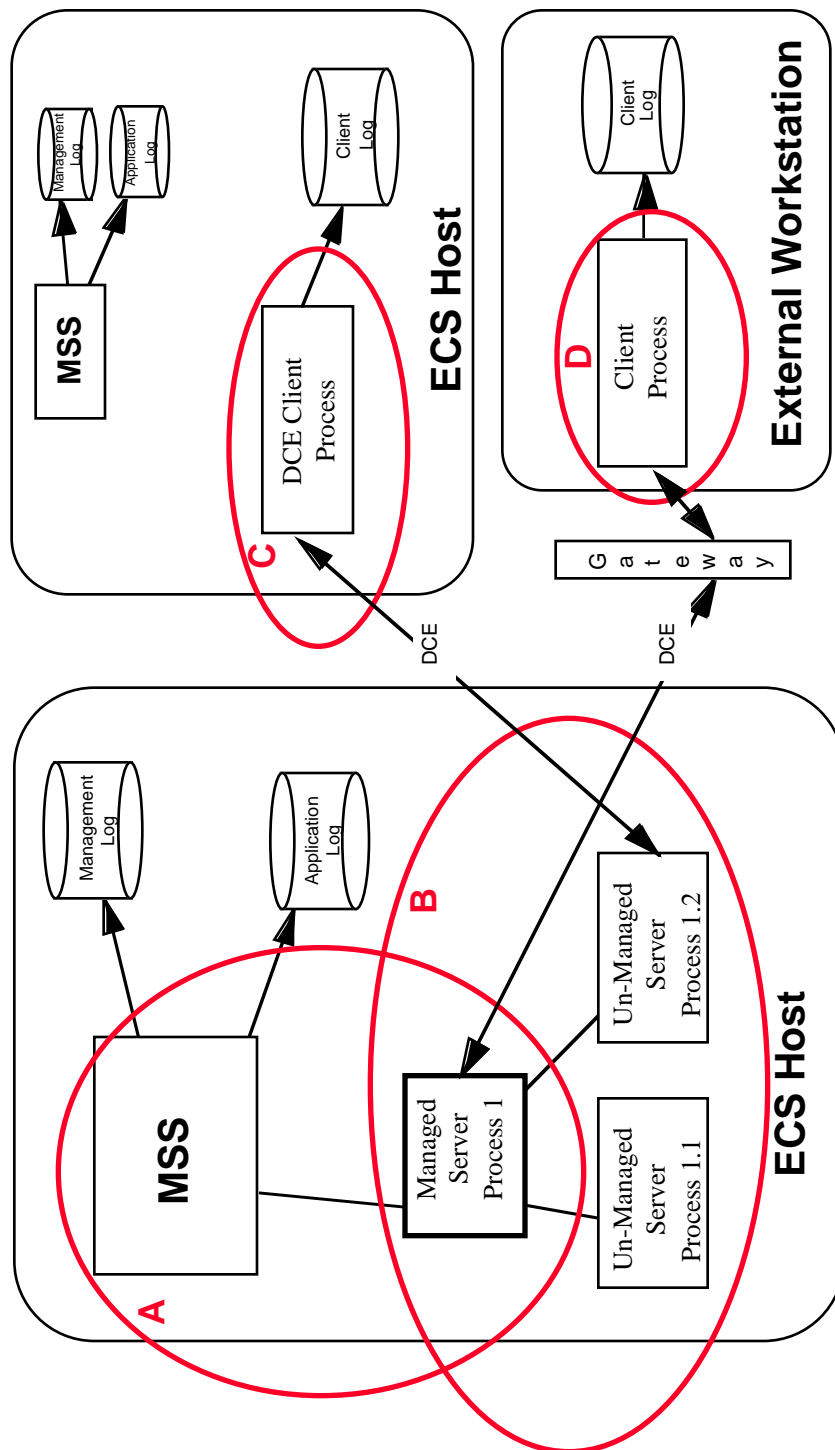 Management
Log
Application
Log
MSS
A
B
Managed
Server
Process 1
Un-Managed
Server
Process 1.1
Un-Managed
Server
Process 1.2
ECS Host
DCE
DCE
MSS
Management
Log
Application
Log
Client
Log
C
DCE Client
Process
ECS Host
Gateway
D
Client
Process
Client
Log
External Workstation